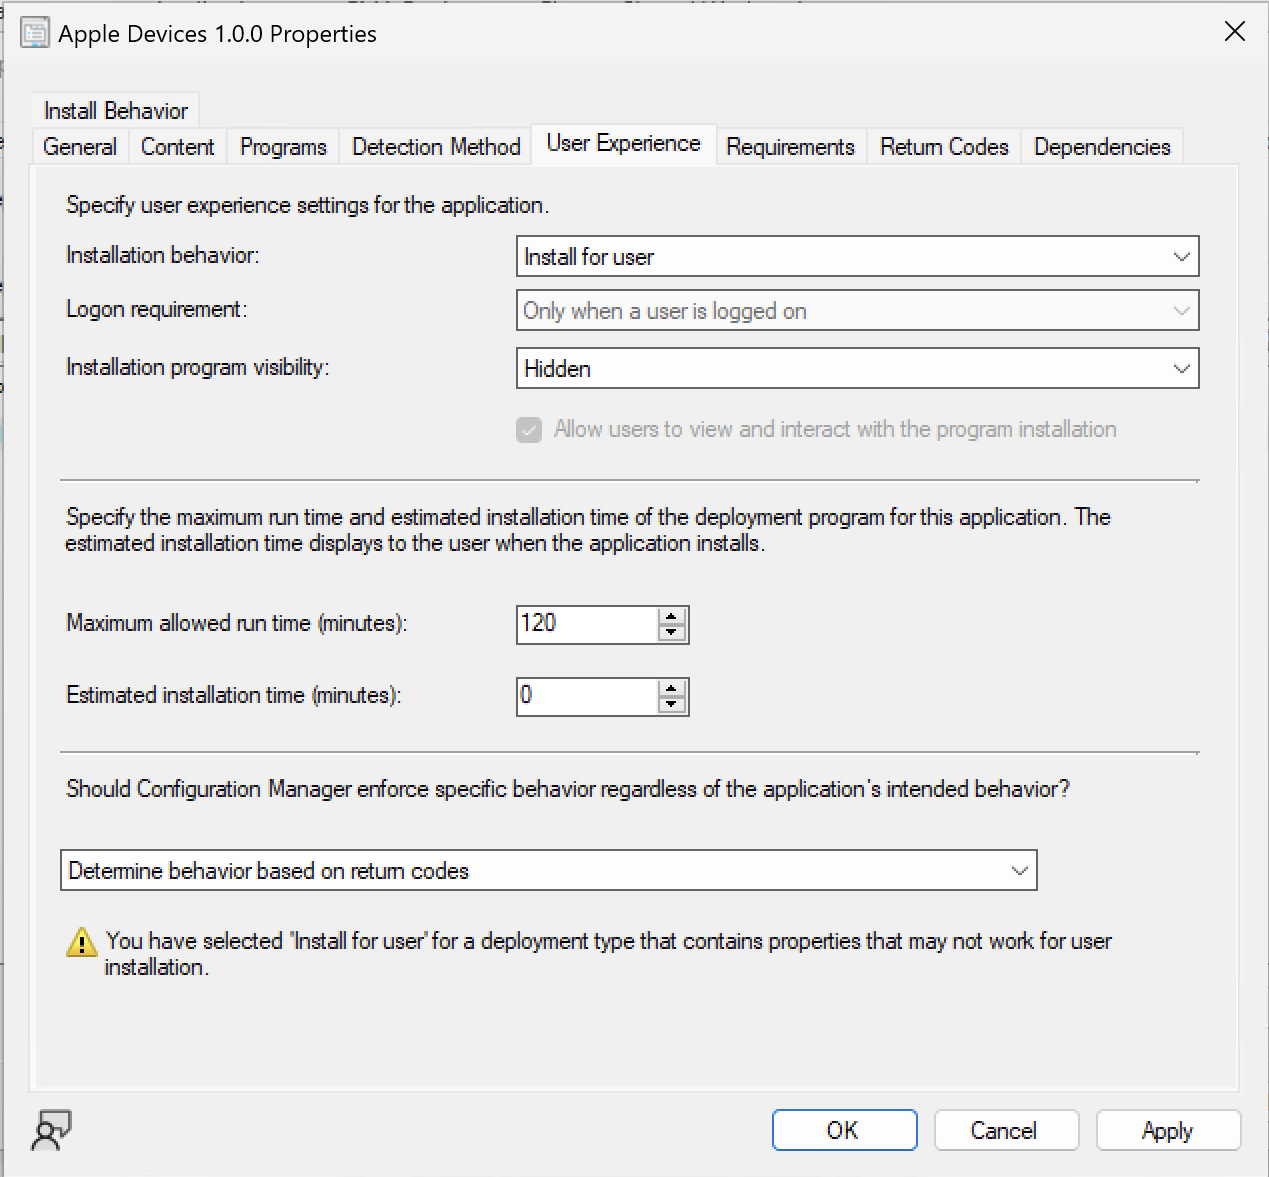 Apple Devices 1.0.0 Properties
Install Behavior
General Content Programs Detection Method User Experience Requirements Return Codes Dependencies
Specify user experience settings for the application.
Installation behavior: Install for user
Logon requirement: Only when a user is logged on
Installation program visibility: Hidden
Allow users to view and interact with the program installation
Specify the maximum run time and estimated installation time of the deployment program for this application. The
estimated installation time displays to the user when the application installs.
Maximum allowed run time (minutes): 120
Estimated installation time (minutes): 0
Should Configuration Manager enforce specific behavior regardless of the application's intended behavior?
Determine behavior based on return codes
You have selected 'Install for user' for a deployment type that contains properties that may not work for user
installation.
OK Cancel Apply